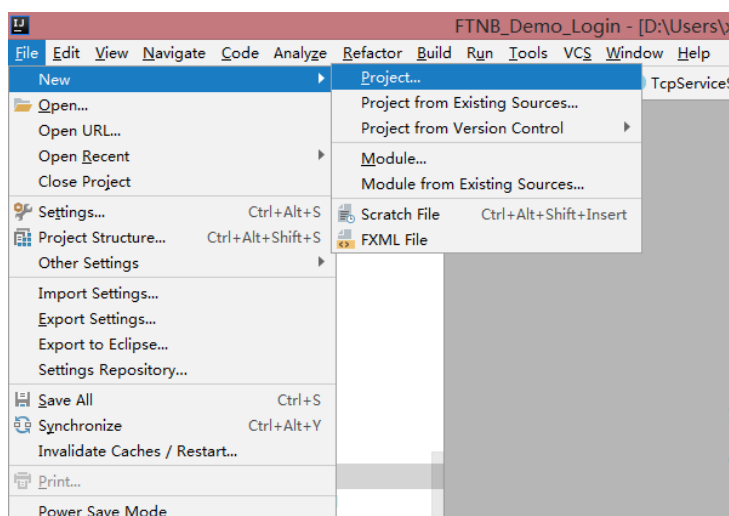 IJ
FTNB_Demo_Login - [D:\Users\
File Edit View Navigate Code Analyze Refactor Build Run Tools VCS Window Help
New
Project...
TcpService
Open...
Project from Existing Sources...
Open URL...
Project from Version Control
Open Recent
Module...
Close Project
Module from Existing Sources...
Settings... Ctrl+Alt+S
Scratch File Ctrl+Alt+Shift+Insert
Project Structure... Ctrl+Alt+Shift+S
FXML File
Other Settings
Import Settings...
Export Settings...
Export to Eclipse...
Settings Repository...
Save All Ctrl+S
Synchronize Ctrl+Alt+Y
Invalidate Caches / Restart...
Print...
Power Save Mode